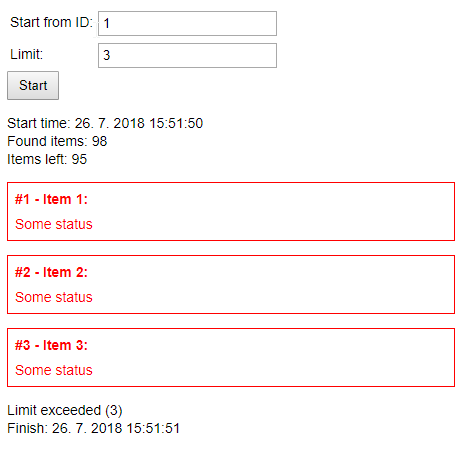 Start from ID: 1
Limit: 3
Start
Start time: 26. 7. 2018 15:51:50
Found items: 98
Items left: 95
#1 - Item 1:
Some status
#2 - Item 2:
Some status
#3 - Item 3:
Some status
Limit exceeded (3)
Finish: 26. 7. 2018 15:51:51